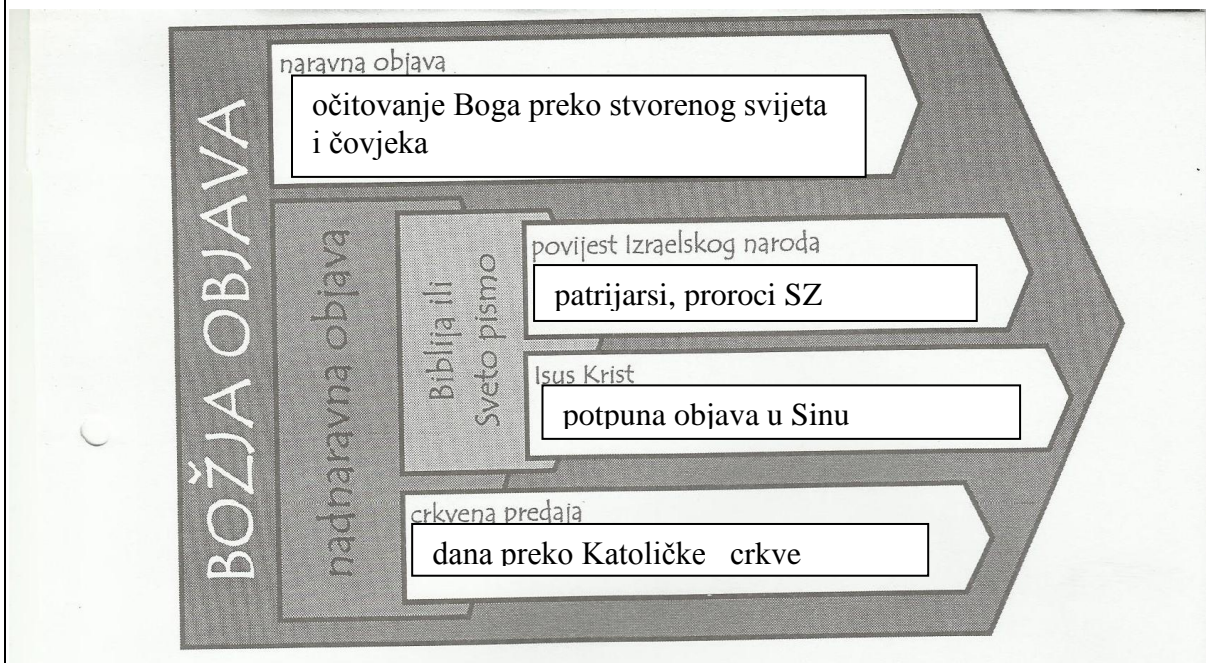 BOŽJA OBJAVA
naravna objava
očitovanje Boga preko stvorenog svijeta
i čovjeka
nadnaravna objava
Biblija ili
Sveto pismo
povijest Izraelskog naroda
patrijarsi, proroci SZ
Isus Krist
potpuna objava u Sinu
crkvena predaja
dana preko Katoličke crkve